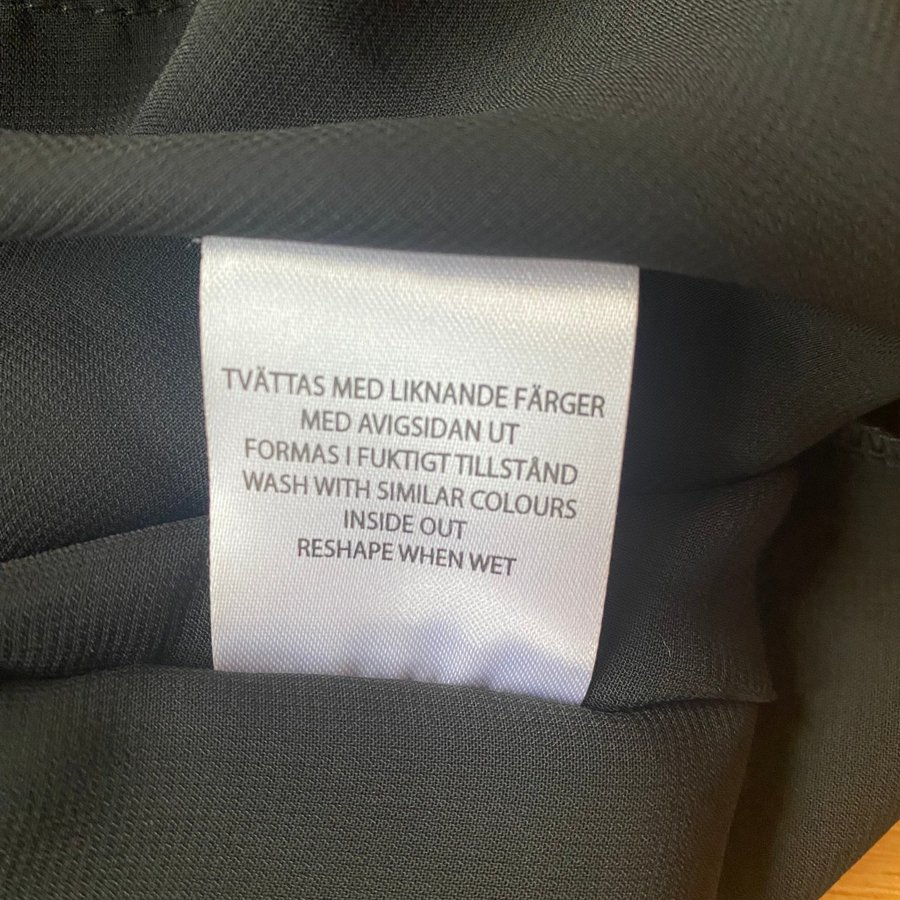 TVÄTTAS MED LIKNANDE FÄRGER
MED AVIGSIDAN UT
FORMAS I FUKTIGT TILLSTÅND
WASH WITH SIMILAR COLOURS
INSIDE OUT
RESHAPE WHEN WET